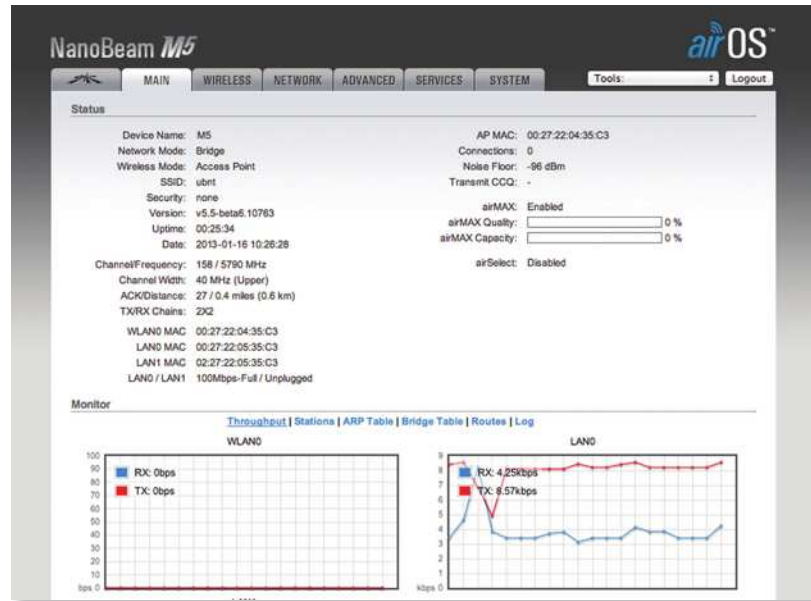 NanoBeam M5
airOS™
MAIN WIRELESS NETWORK ADVANCED SERVICES SYSTEM Tools: Logout
Status
Device Name: M5
Network Mode: Bridge
Wireless Mode: Access Point
SSID: ubnt
Security: none
Version: v5.5-beta6.10763
Uptime: 00:25:34
Date: 2013-01-16 10:26:28
Channel/Frequency: 158 / 5790 MHz
Channel Width: 40 MHz (Upper)
ACK/Distance: 27 / 0.4 miles (0.6 km)
TX/RX Chains: 2X2
WLAN0 MAC 00:27:22:04:35:C3
LAN0 MAC 00:27:22:05:35:C3
LAN1 MAC 02:27:22:05:35:C3
LAN0 / LAN1 100Mbps-Full / Unplugged
AP MAC: 00:27:22:04:35:C3
Connections: 0
Noise Floor: -96 dBm
Transmit CCQ: -
airMAX: Enabled
airMAX Quality: 0 %
airMAX Capacity: 0 %
airSelect: Disabled
Monitor
Throughput | Stations | ARP Table | Bridge Table | Routes | Log
WLAN0
100
90
80
70
60
50
40
30
20
10
bps 0
RX: 0bps
TX: 0bps
LAN0
9
8
7
6
5
4
3
2
1
kbps 0
RX: 4.25kbps
TX: 8.57kbps